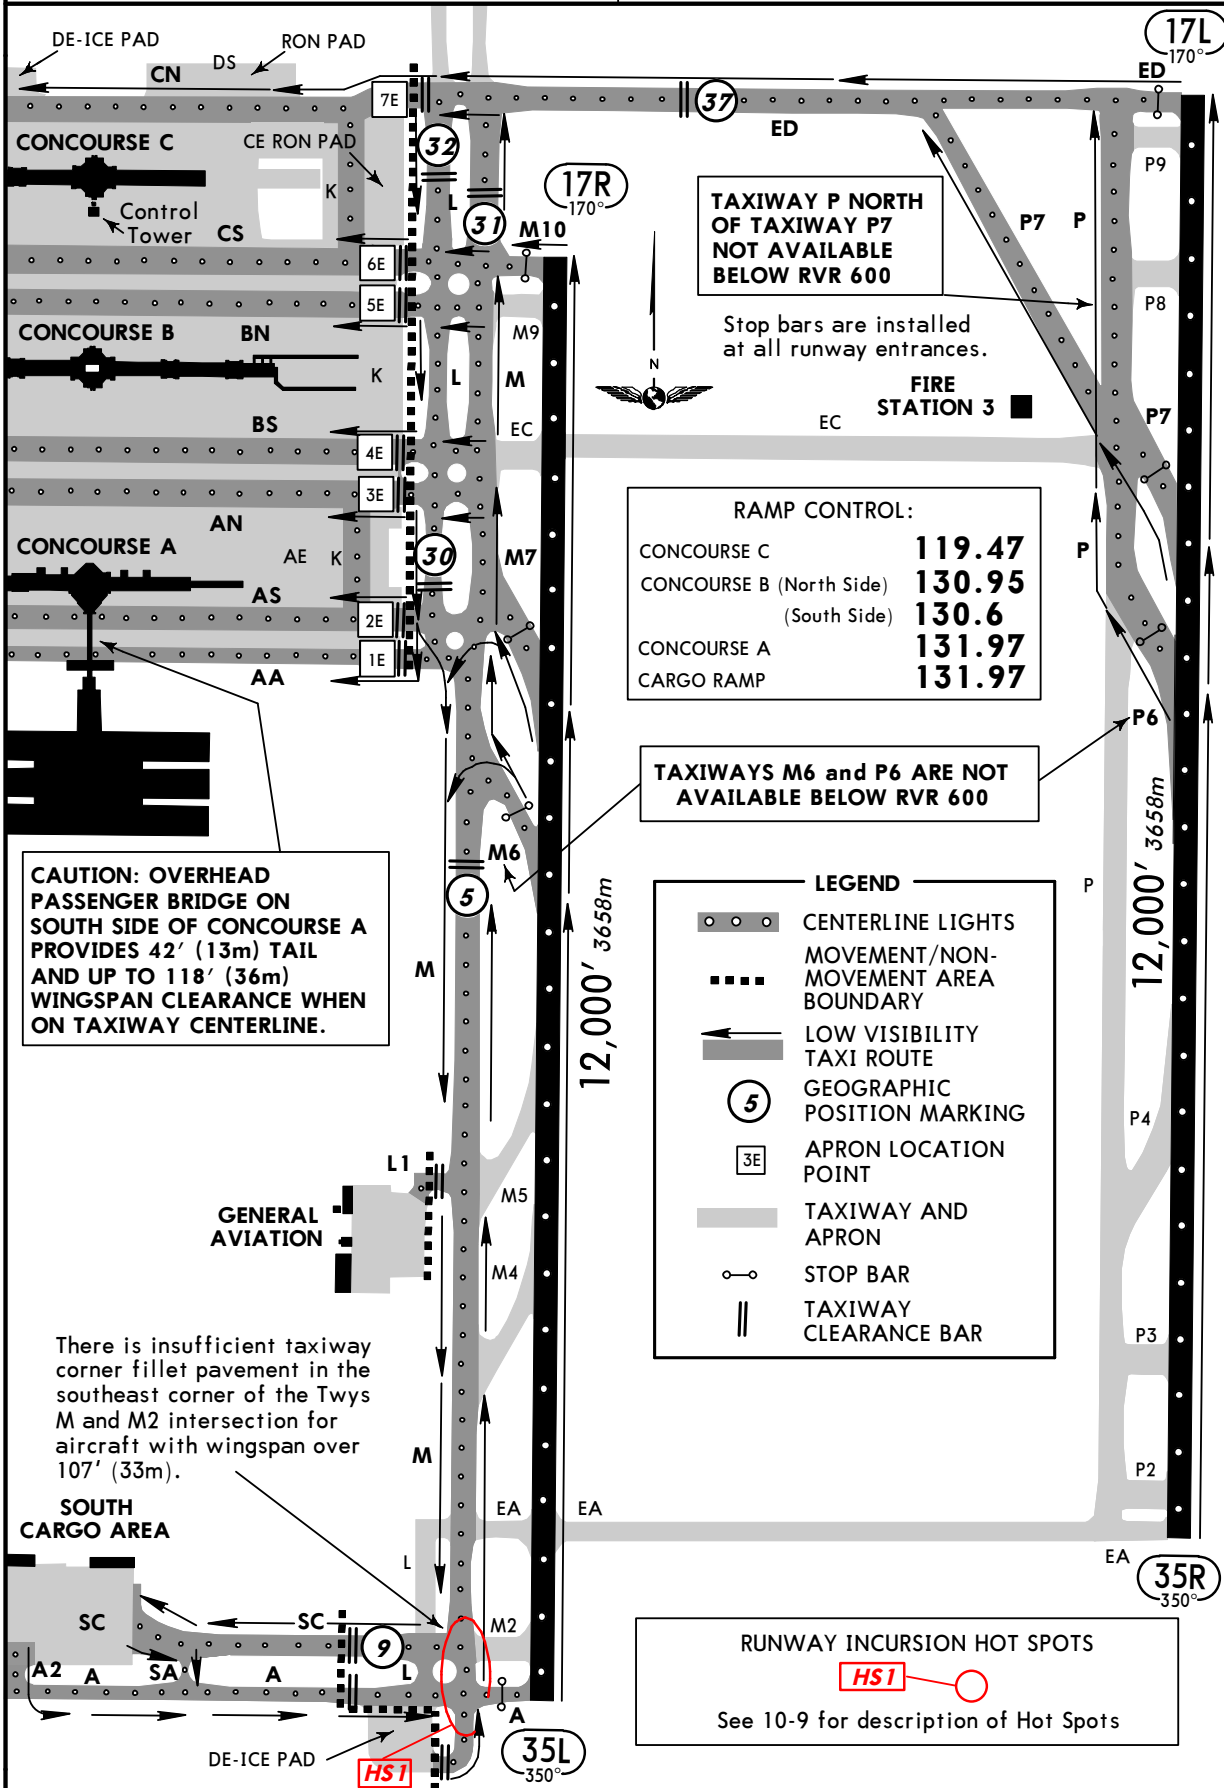 DE-ICE PAD
DS
RON PAD
CN
7E
37
ED
ED
17L
170°
CONCOURSE C
CE RON PAD
32
K
L
31
17R
170°
Control
Tower
CS
M10
6E
5E
TAXIWAY P NORTH
OF TAXIWAY P7
NOT AVAILABLE
BELOW RVR 600
P7
P
P9
P8
CONCOURSE B
BN
K
L
M
M9
N
Stop bars are installed
at all runway entrances.
FIRE
STATION 3
BS
EC
EC
P7
4E
3E
AN
CONCOURSE A
AE
K
30
M7
AS
2E
1E
AA
RAMP CONTROL:
CONCOURSE C 119.47
CONCOURSE B (North Side) 130.95
(South Side) 130.6
CONCOURSE A 131.97
CARGO RAMP 131.97
P
P6
TAXIWAYS M6 and P6 ARE NOT
AVAILABLE BELOW RVR 600
M6
5
CAUTION: OVERHEAD
PASSENGER BRIDGE ON
SOUTH SIDE OF CONCOURSE A
PROVIDES 42' (13m) TAIL
AND UP TO 118' (36m)
WINGSPAN CLEARANCE WHEN
ON TAXIWAY CENTERLINE.
M
12,000' 3658m
P
12,000' 3658m
LEGEND
CENTERLINE LIGHTS
MOVEMENT/NON-
MOVEMENT AREA
BOUNDARY
LOW VISIBILITY
TAXI ROUTE
5
GEOGRAPHIC
POSITION MARKING
3E
APRON LOCATION
POINT
TAXIWAY AND
APRON
STOP BAR
TAXIWAY
CLEARANCE BAR
P4
P3
P2
L1
GENERAL
AVIATION
M5
M4
There is insufficient taxiway
corner fillet pavement in the
southeast corner of the Twys
M and M2 intersection for
aircraft with wingspan over
107' (33m).
M
EA
EA
EA
35R
350°
SOUTH
CARGO AREA
L
SC
SC
9
M2
A2
A
SA
A
L
A
DE-ICE PAD
HS1
35L
350°
RUNWAY INCURSION HOT SPOTS
HS1
See 10-9 for description of Hot Spots